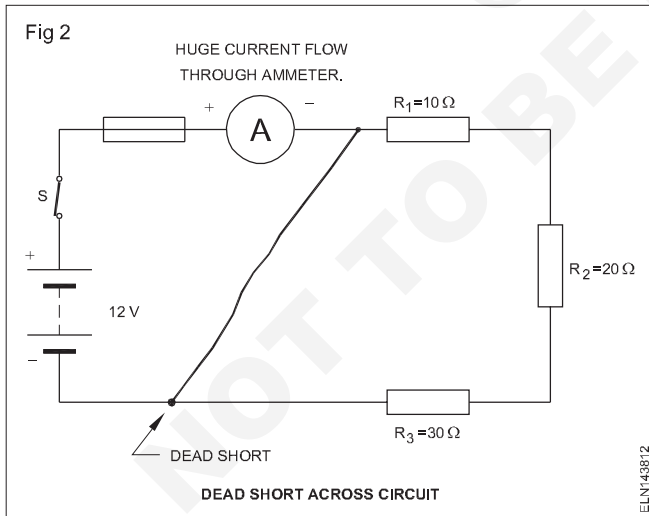 Fig 2
HUGE CURRENT FLOW
THROUGH AMMETER.
+
A
−
R1=10 Ω
S
+
12 V
−
R2=20 Ω
R3=30 Ω
DEAD SHORT
DEAD SHORT ACROSS CIRCUIT
ELN143812
NOT TO BE